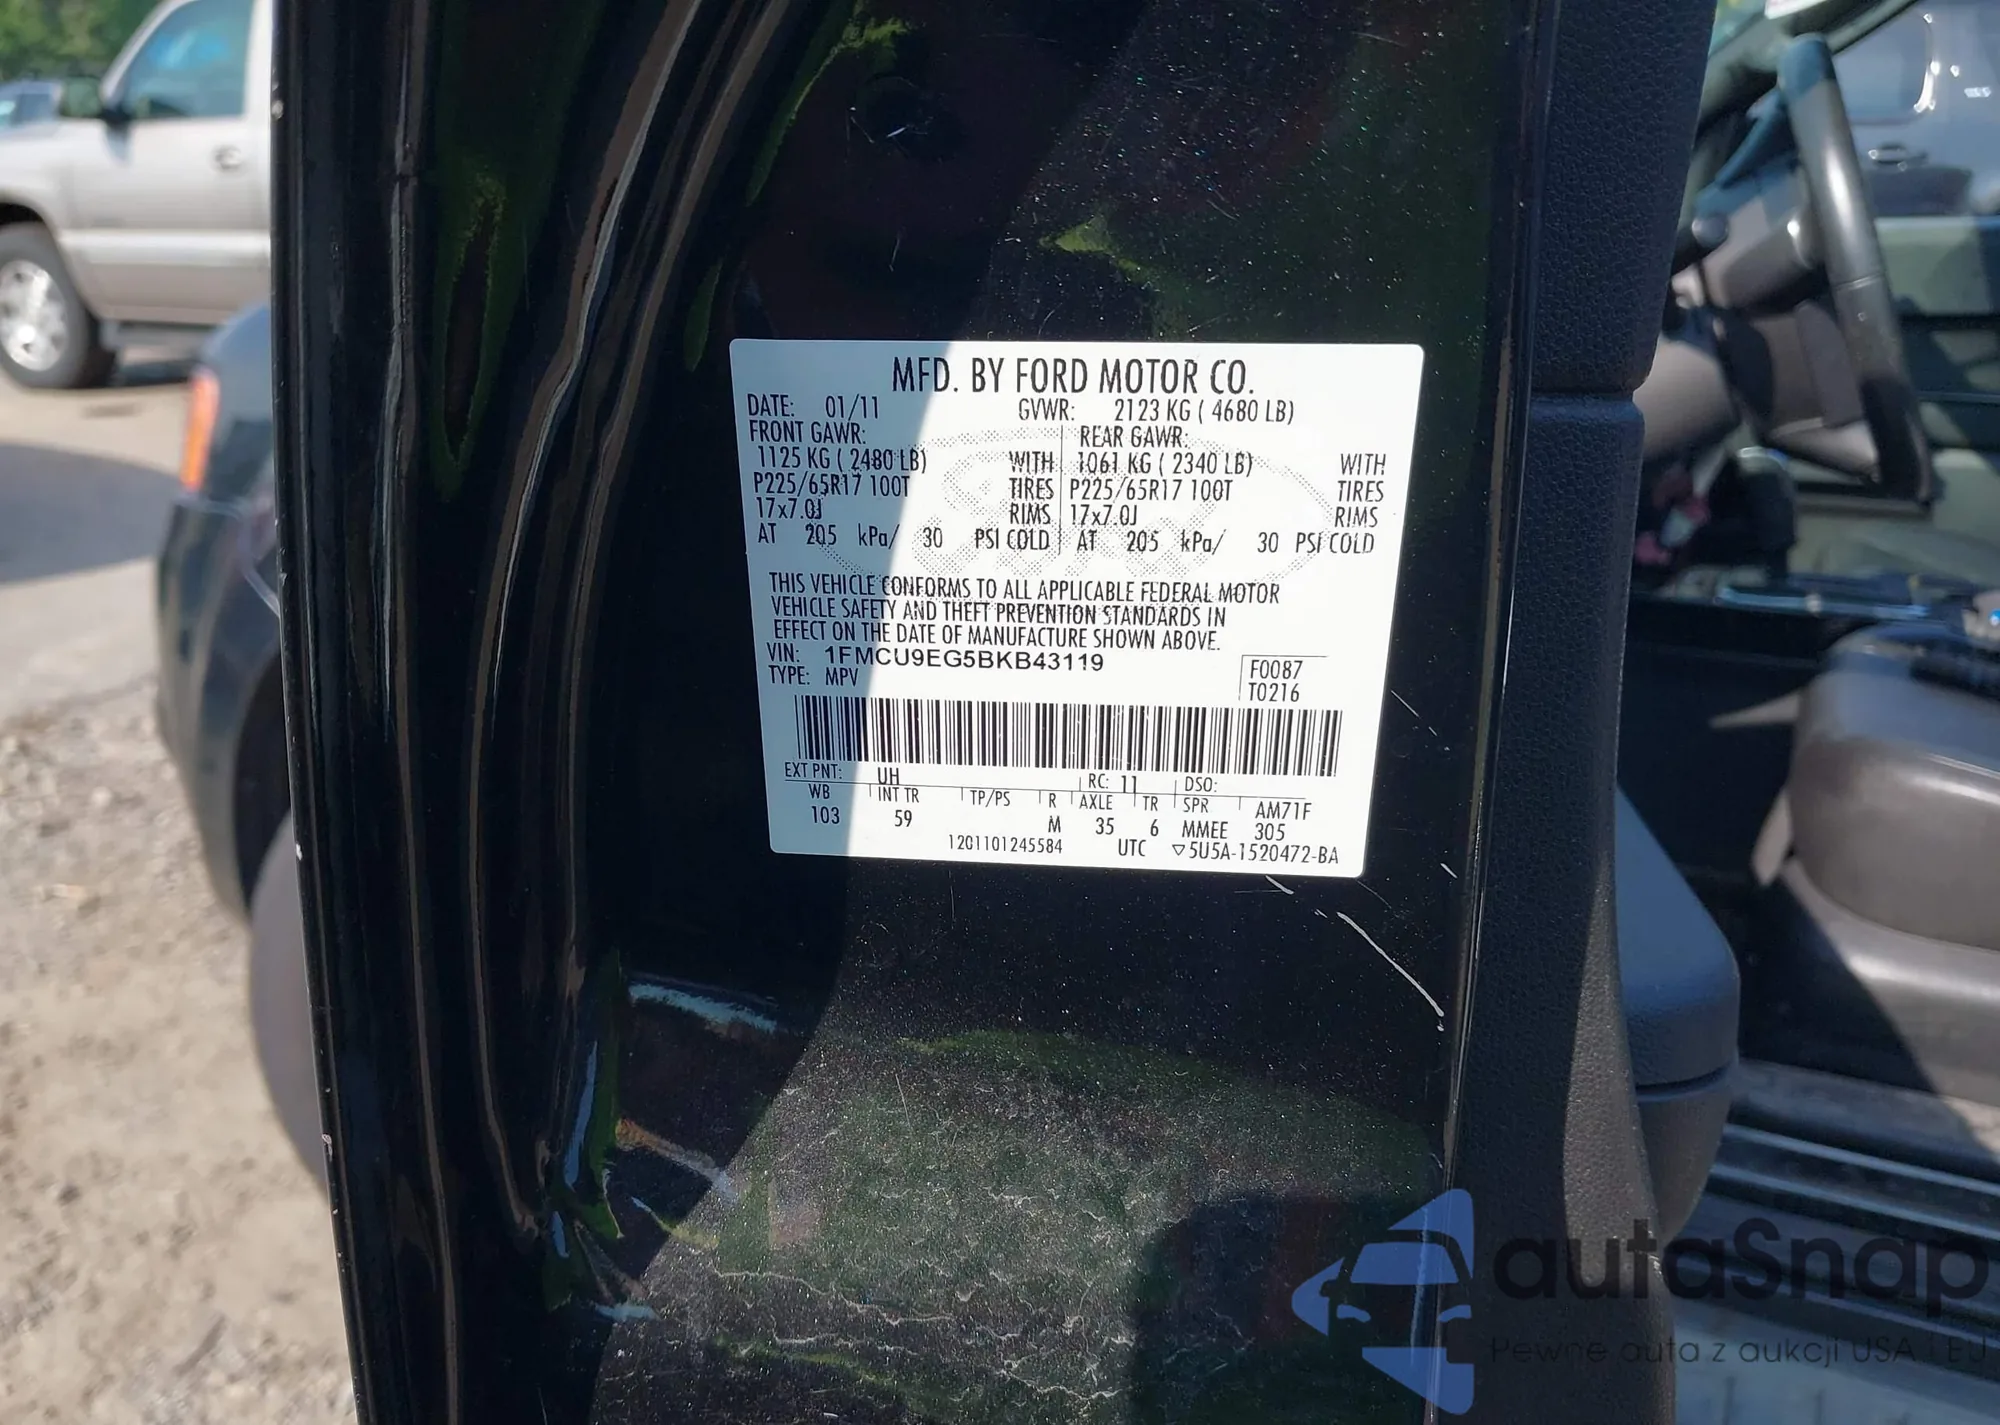 MFD. BY FORD MOTOR CO.
DATE: 01/11 GVWR: 2123 KG ( 4680 LB)
FRONT GAWR: REAR GAWR:
1125 KG ( 2480 LB) WITH 1061 KG ( 2340 LB) WITH
P225/65R17 100T TIRES P225/65R17 100T TIRES
17x7.0J RIMS 17x7.0J RIMS
AT 205 kPa/ 30 PSI COLD AT 205 kPa/ 30 PSI COLD
THIS VEHICLE CONFORMS TO ALL APPLICABLE FEDERAL MOTOR
VEHICLE SAFETY AND THEFT PREVENTION STANDARDS IN
EFFECT ON THE DATE OF MANUFACTURE SHOWN ABOVE.
VIN: 1FMCU9EG5BKB43119
TYPE: MPV
F0087
T0216
EXT PNT: UH RC: 11 DSO:
WB INT TR TP/PS R AXLE TR SPR AM71F
103 59 M 35 6 MMEE 305
1201101245584 UTC ▽5U5A-1520472-BA
autaSnap
Pewne auta z aukcji USA i EU